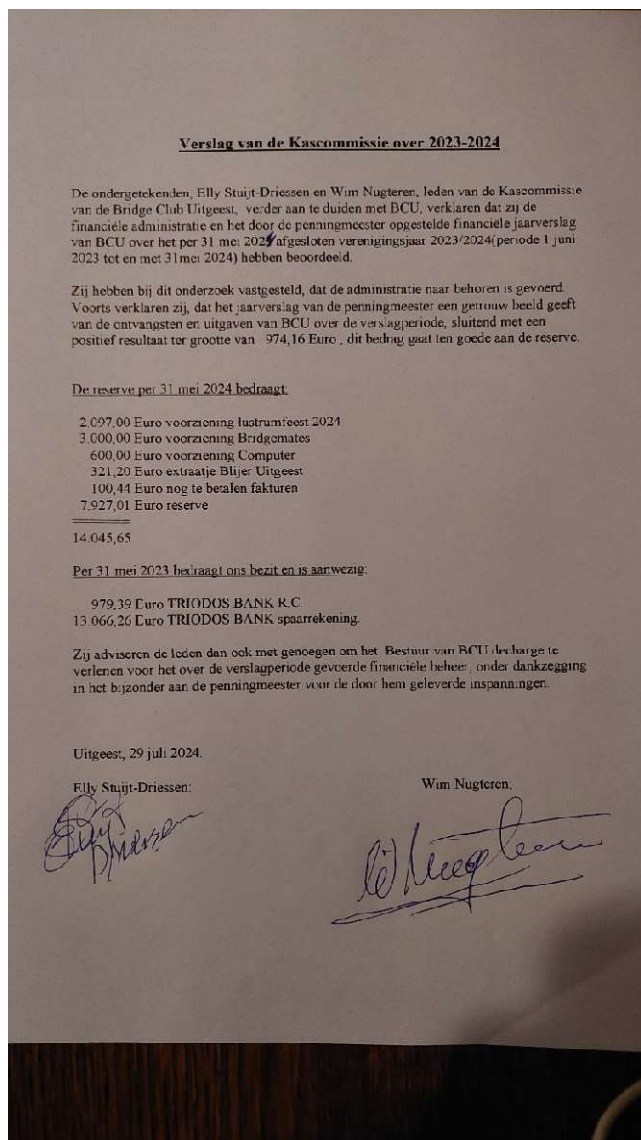 Verslag van de Kascommissie over 2023-2024
De ondergetekenden, Elly Stuijt-Driessen en Wim Nugteren, leden van de Kascommissie
van de Bridge Club Uitgeest, verder aan te duiden met BCU, verklaren dat zij de
financiële administratie en het door de penningmeester opgestelde financiële jaarverslag
van BCU over het per 31 mei 2024 afgesloten verenigingsjaar 2023/2024(periode 1 juni
2023 tot en met 31mei 2024) hebben beoordeeld.
Zij hebben bij dit onderzoek vastgesteld, dat de administratie naar behoren is gevoerd.
Voorts verklaren zij, dat het jaarverslag van de penningmeester een getrouw beeld geeft
van de ontvangsten en uitgaven van BCU over de verslagperiode, sluitend met een
positief resultaat ter grootte van 974,16 Euro , dit bedrag gaat ten goede aan de reserve.
De reserve per 31 mei 2024 bedraagt:
2.097,00 Euro voorziening lustrumfeest 2024
3.000,00 Euro voorziening Bridgemates
600,00 Euro voorziening Computer
321,20 Euro extraatje Blijer Uitgeest
100,44 Euro nog te betalen fakturen
7.927,01 Euro reserve
14.045,65
Per 31 mei 2023 bedraagt ons bezit en is aanwezig:
979,39 Euro TRIODOS BANK R.C.
13.066,26 Euro TRIODOS BANK spaarrekening.
Zij adviseren de leden dan ook met genoegen om het Bestuur van BCU decharge te
verlenen voor het over de verslagperiode gevoerde financiële beheer, onder dankzegging
in het bijzonder aan de penningmeester voor de door hem geleverde inspanningen.
Uitgeest, 29 juli 2024.
Elly Stuijt-Driessen: Wim Nugteren:
Driessen W Nugteren